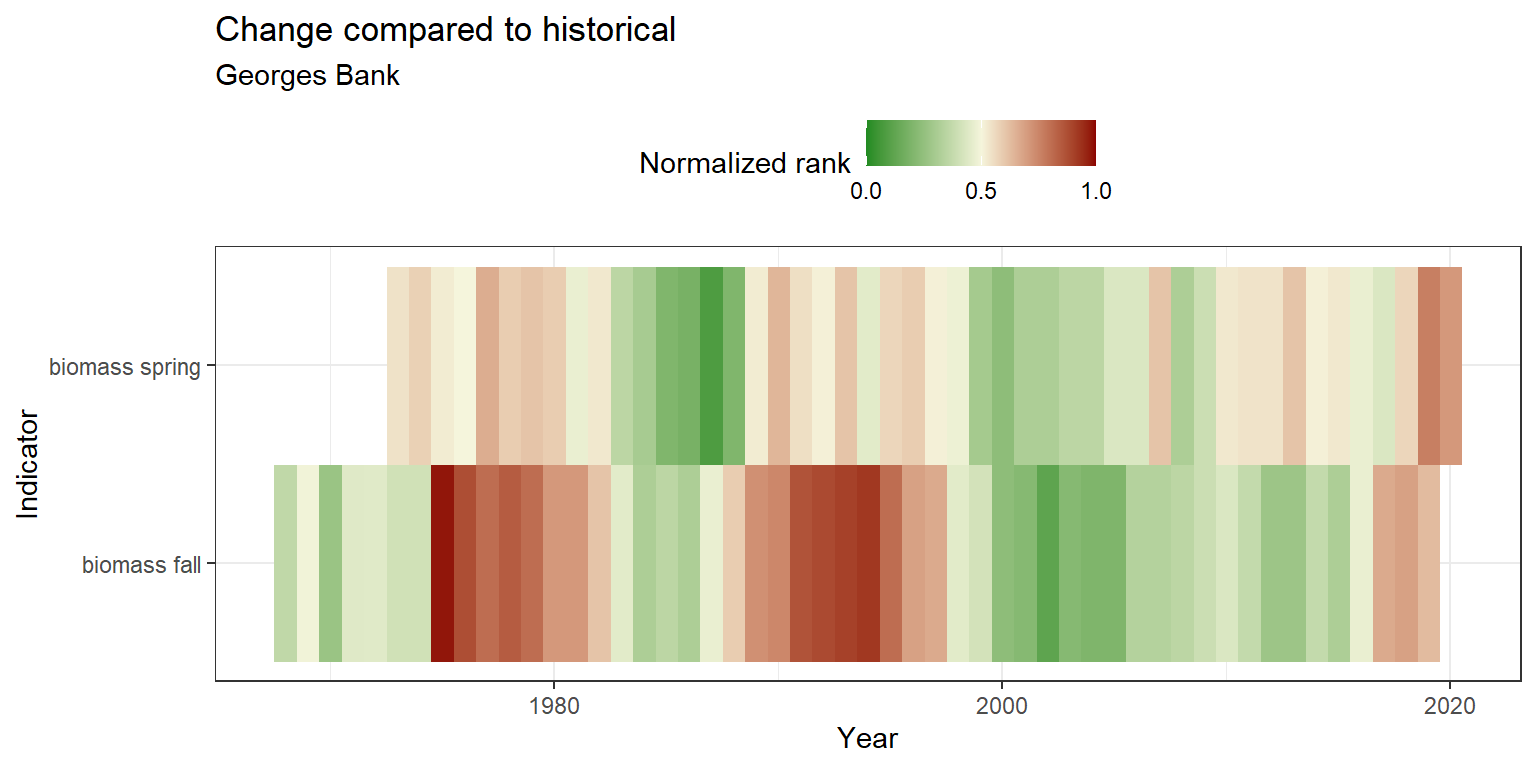 Change compared to historical
Georges Bank
Normalized rank
0.0 0.5 1.0
biomass spring
biomass fall
Indicator
1980 2000 2020
Year